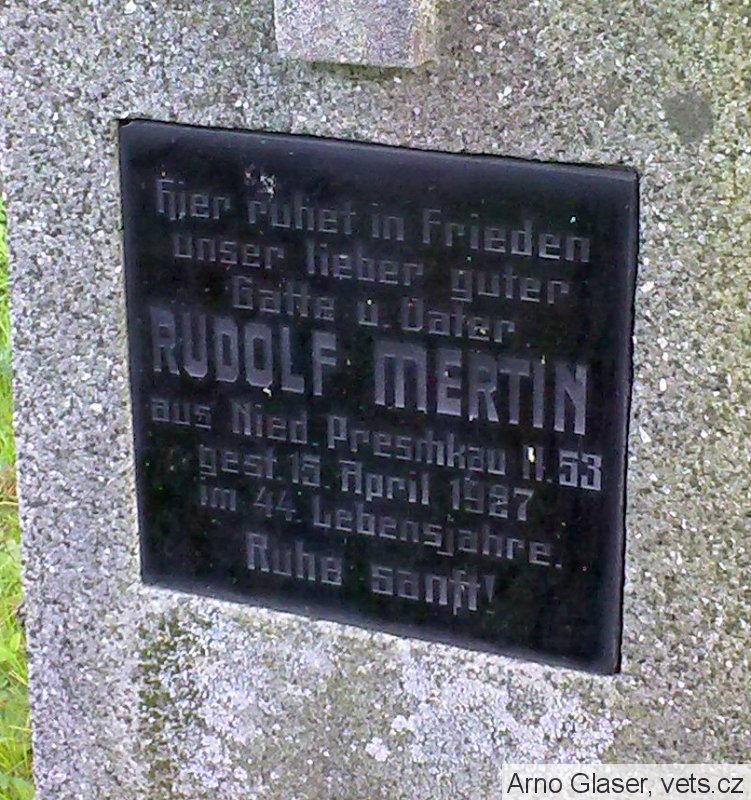 hier ruhet in Frieden
unser lieber guter
Gatte u. Vater
RUDOLF MERTIN
aus Nied. Preschkau N. 53
gest. 15. April 1927
im 44. Lebensjahre.
Ruhe sanft!
Arno Glaser, vets.cz